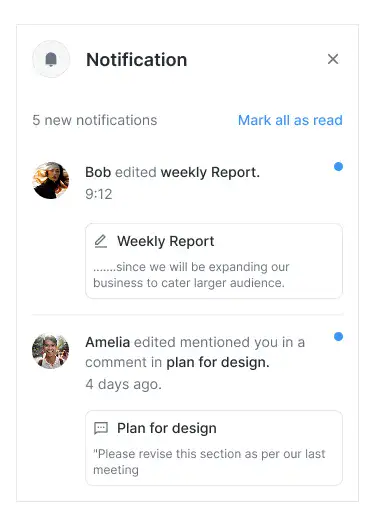 Notification
5 new notifications
Mark all as read
Bob edited weekly Report.
9:12
Weekly Report
.......since we will be expanding our
business to cater larger audience.
Amelia edited mentioned you in a
comment in plan for design.
4 days ago.
Plan for design
"Please revise this section as per our last
meeting